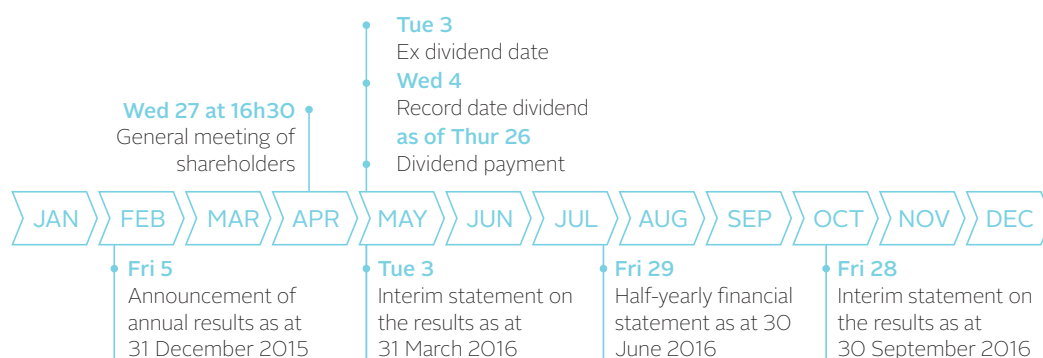 Tue 3
Ex dividend date
Wed 4
Record date dividend
as of Thur 26
Dividend payment
Wed 27 at 16h30
General meeting of
shareholders
JAN FEB MAR APR MAY JUN JUL AUG SEP OCT NOV DEC
Fri 5
Announcement of
annual results as at
31 December 2015
Tue 3
Interim statement on
the results as at
31 March 2016
Fri 29
Half-yearly financial
statement as at 30
June 2016
Fri 28
Interim statement on
the results as at
30 September 2016